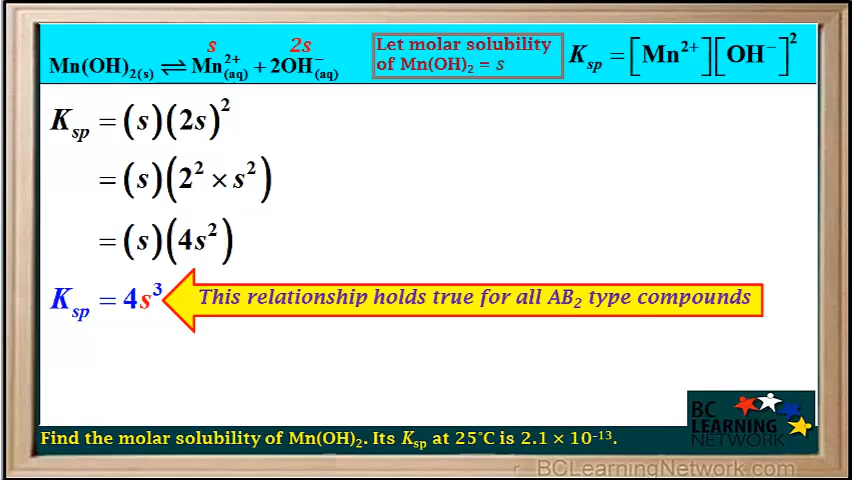 s 2s
Mn(OH)₂₍s₎ ⇌ Mn²⁺(aq) + 2OH⁻(aq)
Let molar solubility
of Mn(OH)₂ = s
Kₛₚ = [Mn²⁺][OH⁻]²
Kₛₚ = (s)(2s)²
= (s)(2² × s²)
= (s)(4s²)
Kₛₚ = 4s³
This relationship holds true for all AB₂ type compounds
BC
LEARNING
NETWORK
Find the molar solubility of Mn(OH)₂. Its Kₛₚ at 25°C is 2.1 × 10⁻¹³.
BCLearningNetwork.com